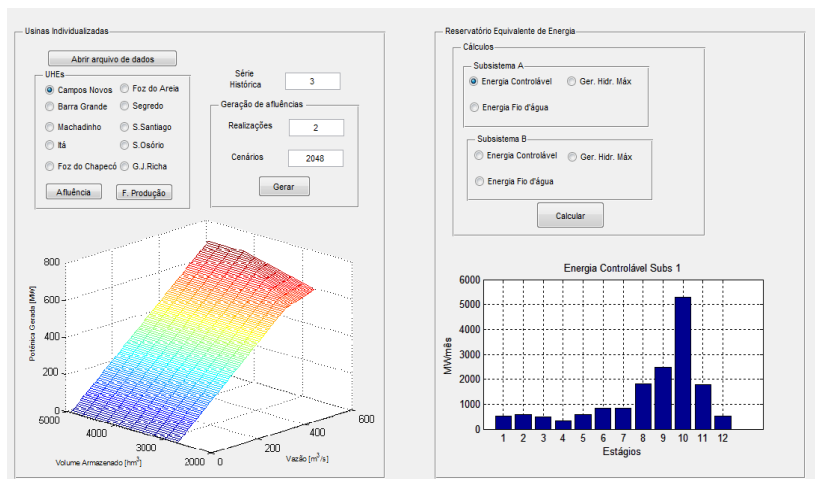 Usinas Individualizadas
Abrir arquivo de dados
UHEs
Campos Novos
Foz do Areia
Barra Grande
Segredo
Machadinho
S.Santiago
Itá
S.Osório
Foz do Chapecó
G.J.Richa
Afluência
F. Produção
Série
Histórica
3
Geração de afluências
Realizações
2
Cenários
2048
Gerar
Potência Gerada [MW]
800
600
400
200
0
6000
4000
3000
2000
Volume Armazenado [hm³]
0
200
400
600
Vazão [m³/s]
Reservatório Equivalente de Energia
Cálculos
Subsistema A
Energia Controlável
Ger. Hidr. Máx
Energia Fio d'água
Subsistema B
Energia Controlável
Ger. Hidr. Máx
Energia Fio d'água
Calcular
Energia Controlável Subs 1
MWmês
6000
5000
4000
3000
2000
1000
0
1 2 3 4 5 6 7 8 9 10 11 12
Estágios